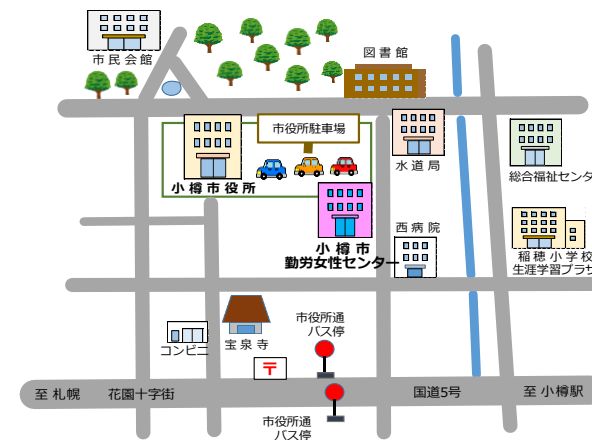 市民会館
図書館
市役所駐車場
小樽市役所
水道局
総合福祉センタ
小樽市
勤労女性センター
西病院
稲穂小学校
生涯学習プラザ
コンビニ
宝泉寺
〒
市役所通
バス停
至 札幌
花園十字街
国道5号
至 小樽駅
市役所通
バス停